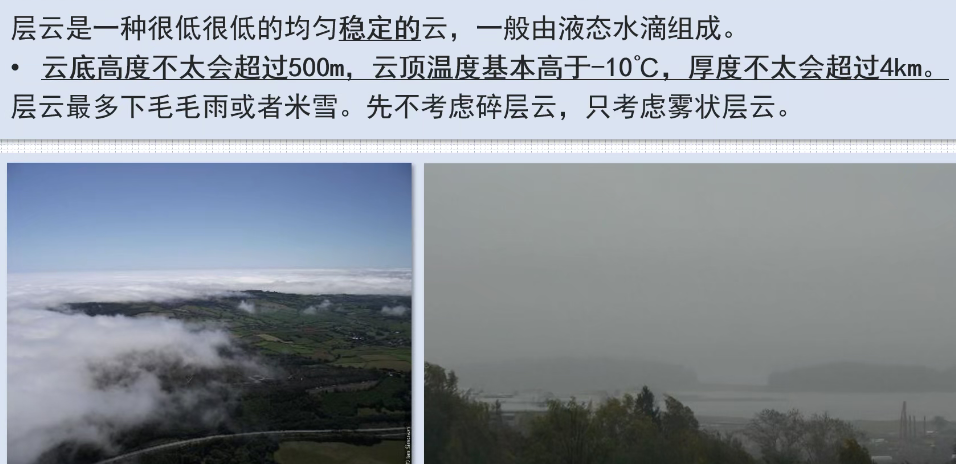 层云是一种很低很低的均匀稳定的云，一般由液态水滴组成。
• 云底高度不太会超过500m，云顶温度基本高于-10℃，厚度不太会超过4km。
层云最多下毛毛雨或者米雪。先不考虑碎层云，只考虑雾状层云。